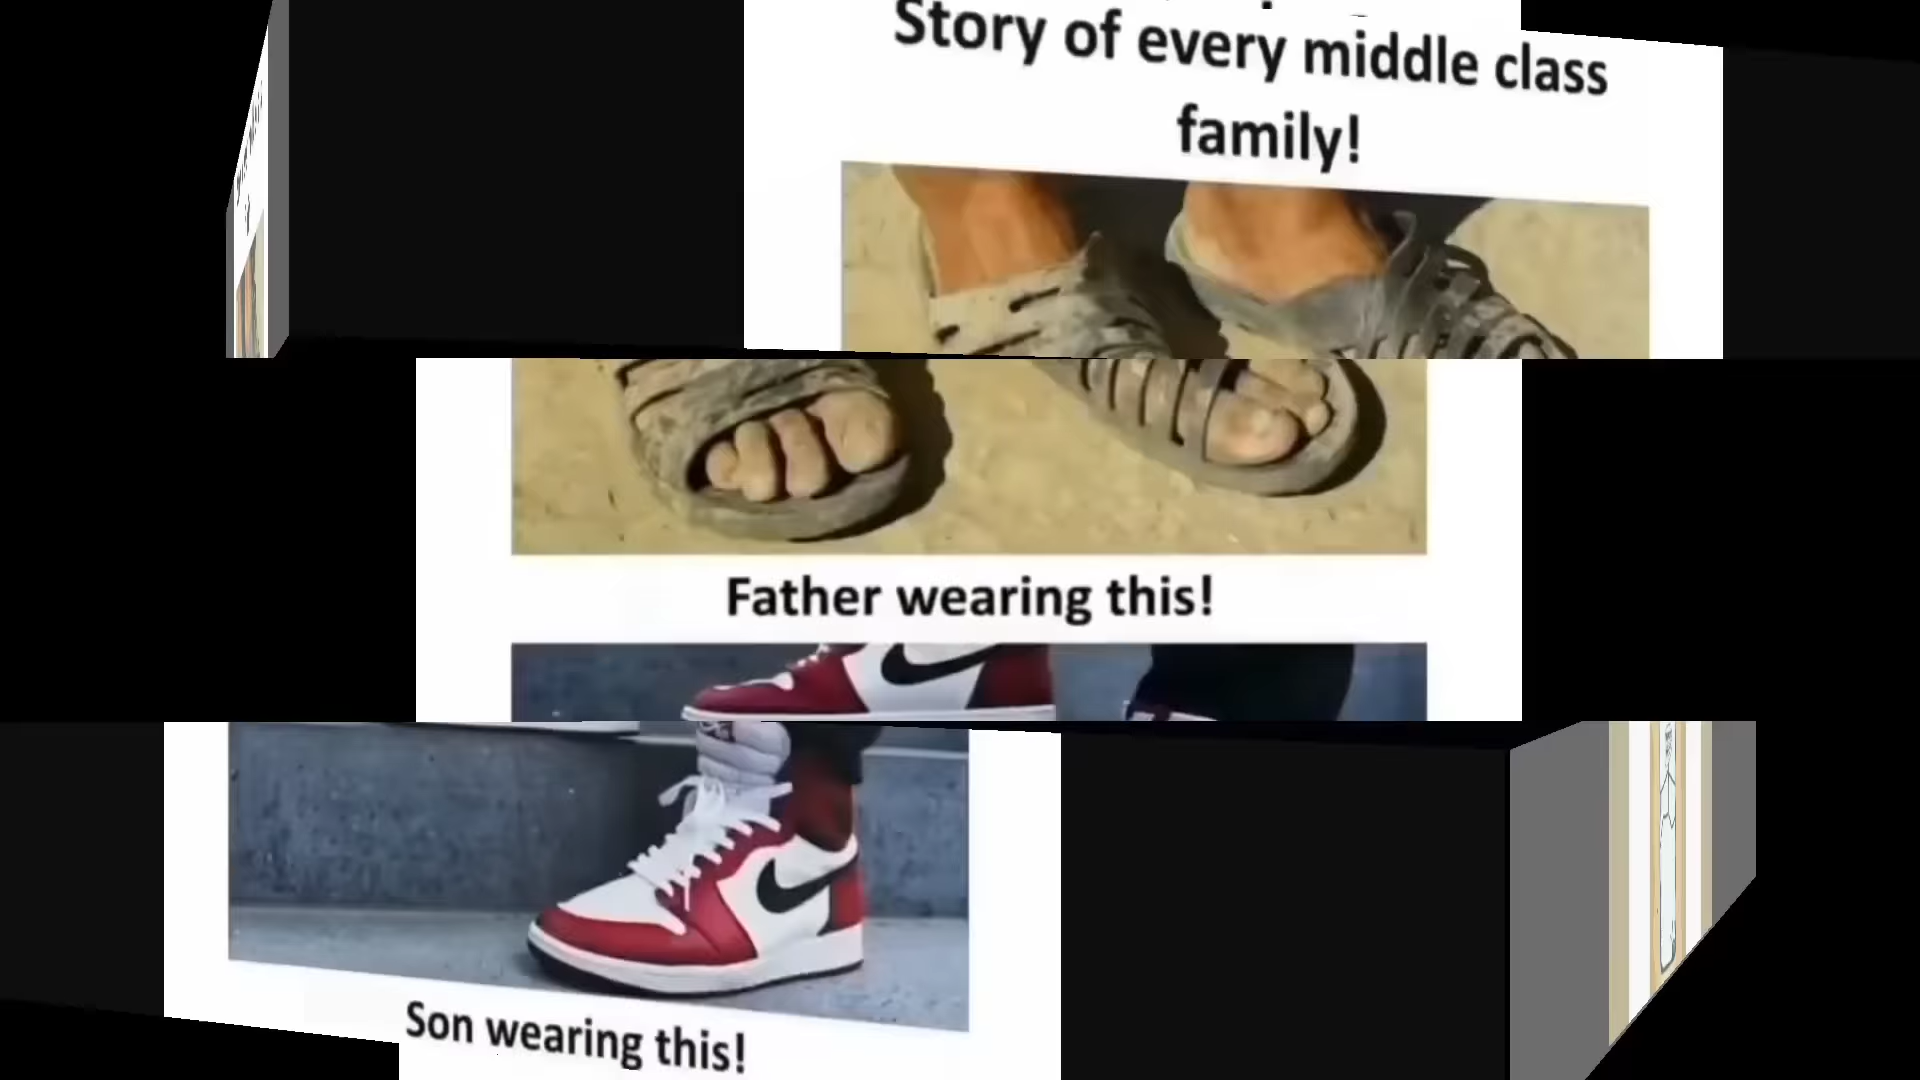 Story of every middle class
family!
Father wearing this!
Son wearing this!